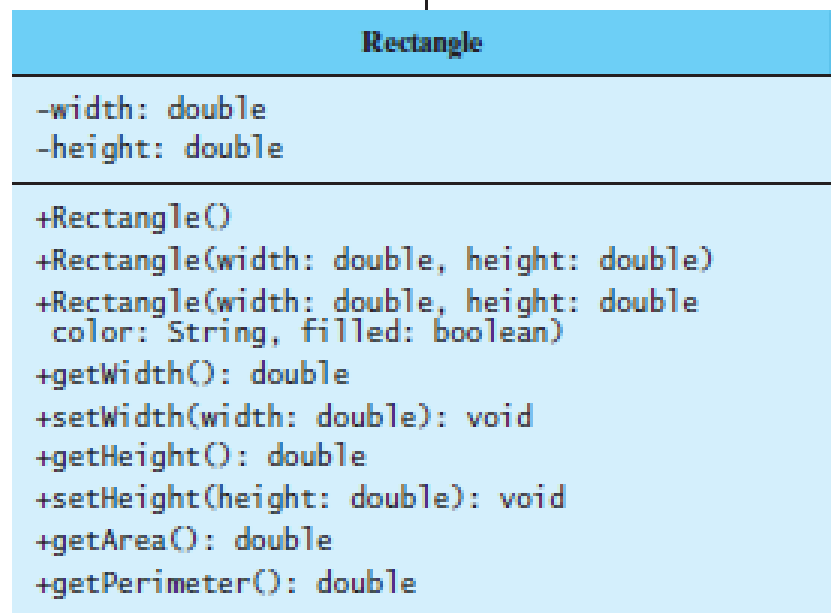 Rectangle
-width: double
-height: double
+Rectangle()
+Rectangle(width: double, height: double)
+Rectangle(width: double, height: double
color: String, filled: boolean)
+getWidth(): double
+setWidth(width: double): void
+getHeight(): double
+setHeight(height: double): void
+getArea(): double
+getPerimeter(): double